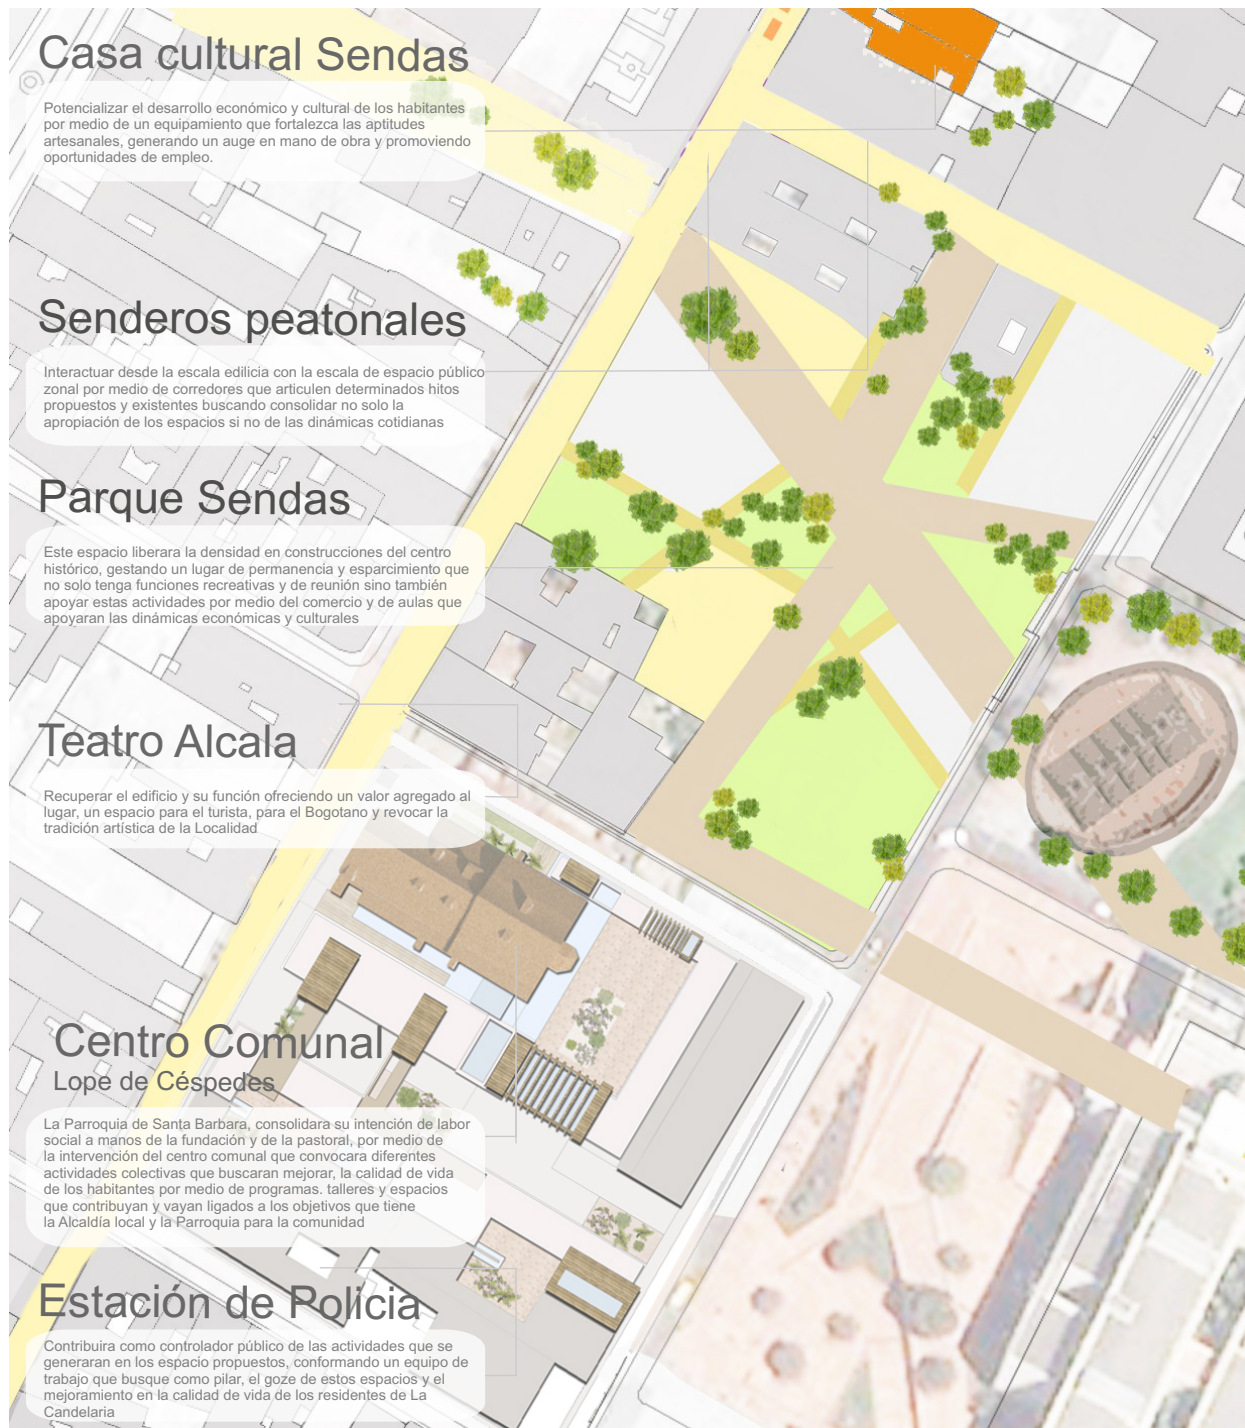 Casa cultural Sendas
Potencializar el desarrollo económico y cultural de los habitantes
por medio de un equipamiento que fortalezca las aptitudes
artesanales, generando un auge en mano de obra y promoviendo
oportunidades de empleo.
Senderos peatonales
Interactuar desde la escala edilicia con la escala de espacio público
zonal por medio de corredores que articulen determinados hitos
propuestos y existentes buscando consolidar no solo la
apropiación de los espacios si no de las dinámicas cotidianas
Parque Sendas
Este espacio liberara la densidad en construcciones del centro
histórico, gestando un lugar de permanencia y esparcimiento que
no solo tenga funciones recreativas y de reunión sino también
apoyar estas actividades por medio del comercio y de aulas que
apoyaran las dinámicas económicas y culturales
Teatro Alcala
Recuperar el edificio y su función ofreciendo un valor agregado al
lugar, un espacio para el turista, para el Bogotano y revocar la
tradición artística de la Localidad
Centro Comunal
Lope de Céspedes
La Parroquia de Santa Barbara, consolidara su intención de labor
social a manos de la fundación y de la pastoral, por medio de
la intervención del centro comunal que convocara diferentes
actividades colectivas que buscaran mejorar, la calidad de vida
de los habitantes por medio de programas. talleres y espacios
que contribuyan y vayan ligados a los objetivos que tiene
la Alcaldía local y la Parroquia para la comunidad
Estación de Policia
Contribuira como controlador público de las actividades que se
generaran en los espacio propuestos, conformando un equipo de
trabajo que busque como pilar, el goze de estos espacios y el
mejoramiento en la calidad de vida de los residentes de La
Candelaria